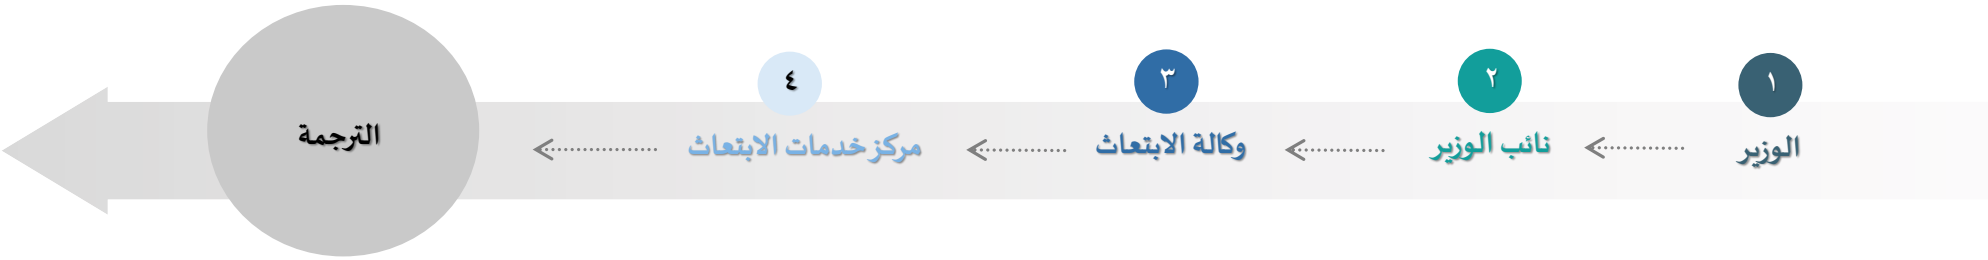 ١
الوزير
٢
نائب الوزير
٣
وكالة الابتعاث
٤
مركز خدمات الابتعاث
الترجمة